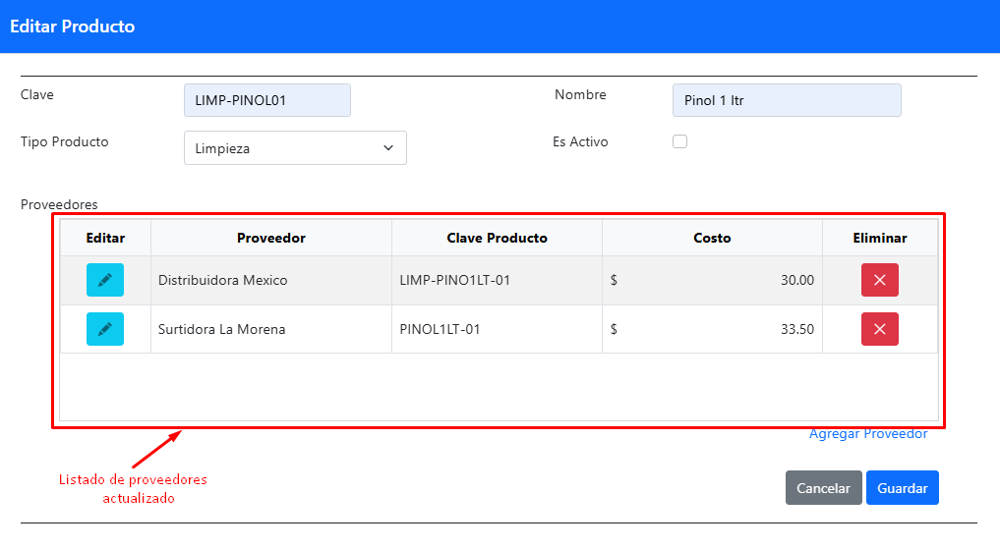 Editar Producto
Clave LIMP-PINOL01 Nombre Pinol 1 ltr
Tipo Producto Limpieza Es Activo
Proveedores
Editar Proveedor Clave Producto Costo Eliminar
Distribuidora Mexico LIMP-PINO1LT-01 $ 30.00
Surtidora La Morena PINOL1LT-01 $ 33.50
Agregar Proveedor
Listado de proveedores
actualizado
Cancelar Guardar